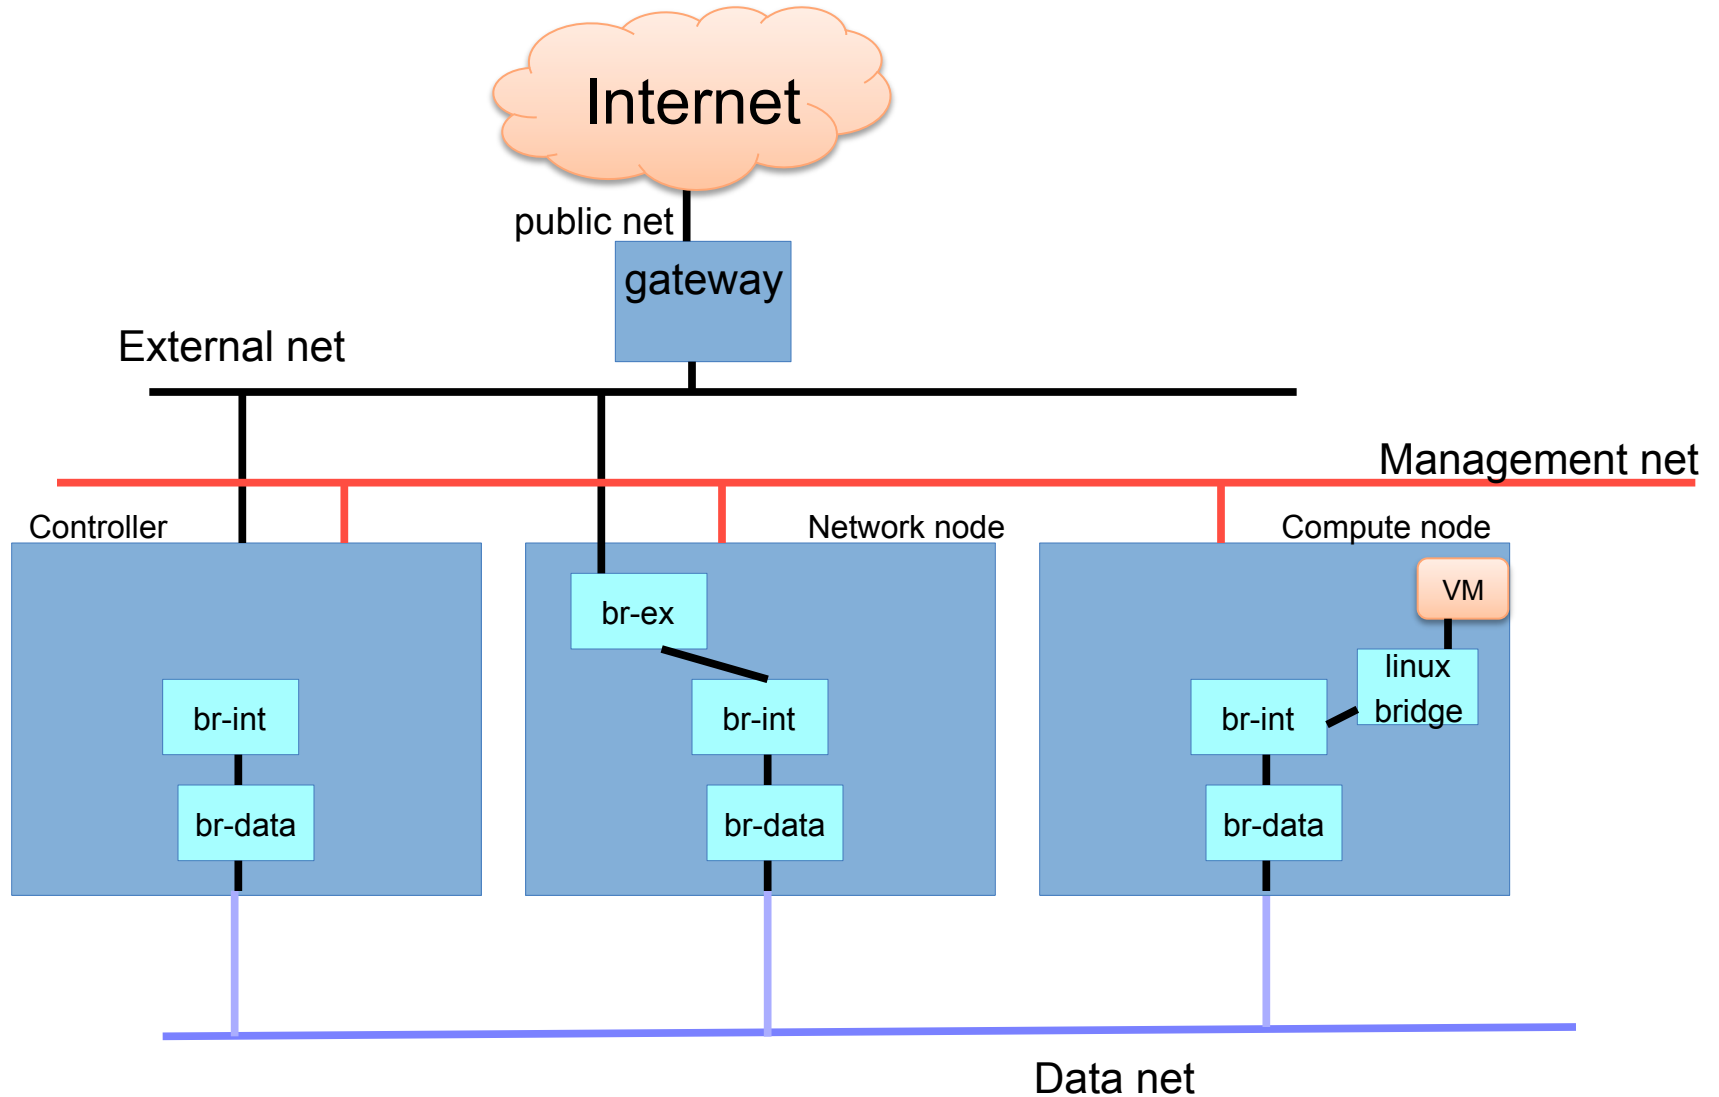 Internet
public net
gateway
External net
Management net
Controller
Network node
Compute node
VM
br-ex
linux
bridge
br-int
br-int
br-int
br-data
br-data
br-data
Data net